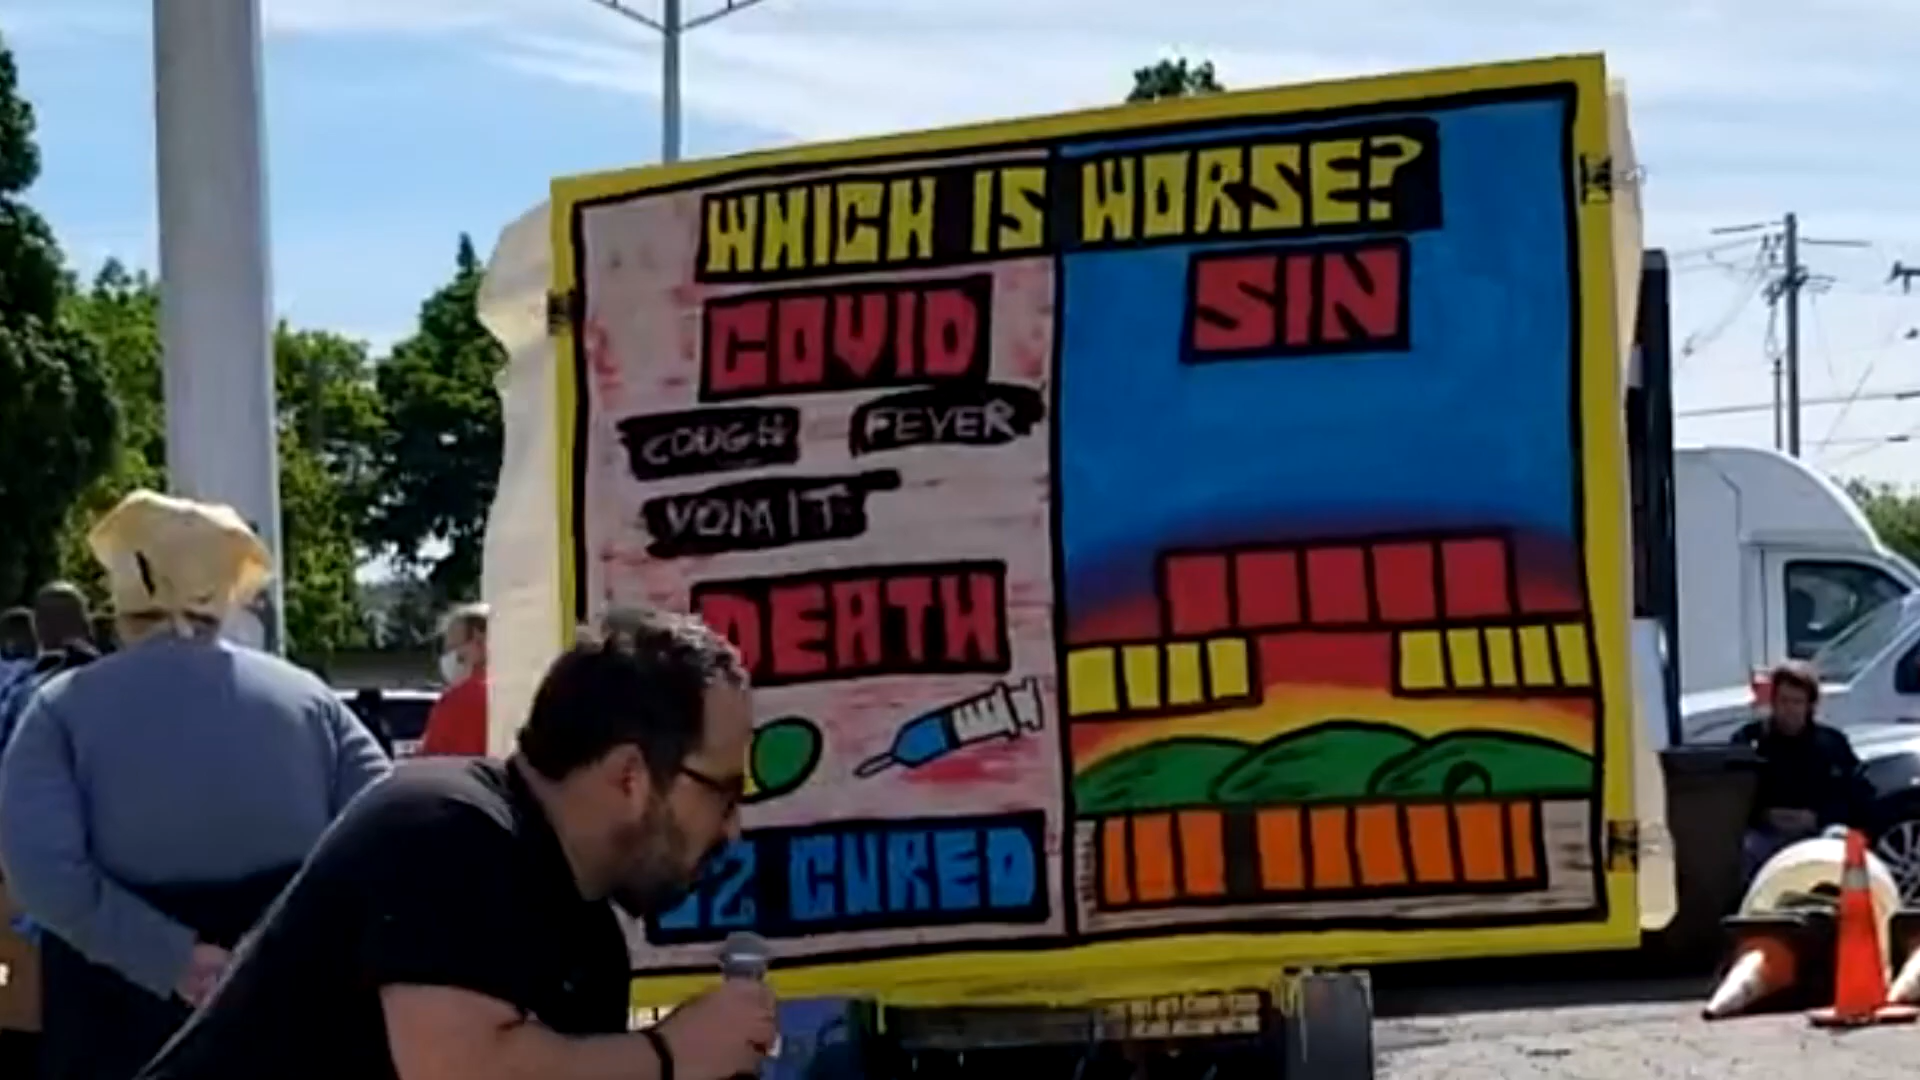 WHICH IS WORSE?
COVID
COUGH FEVER
VOMIT
DEATH
CURED
SIN